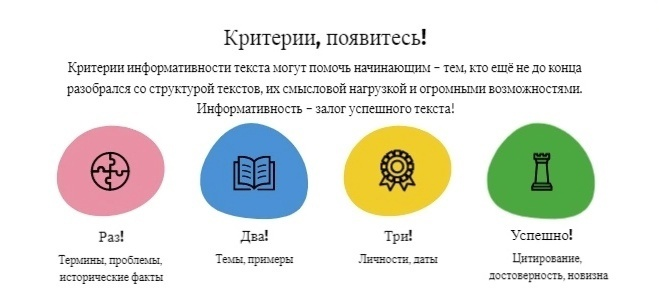 Критерии, появитесь!
Критерии информативности текста могут помочь начинающим – тем, кто ещё не до конца
разобрался со структурой текстов, их смысловой нагрузкой и огромными возможностями.
Информативность – залог успешного текста!
Раз!
Термины, проблемы,
исторические факты
Два!
Темы, примеры
Три!
Личности, даты
Успешно!
Цитирование,
достоверность, новизна